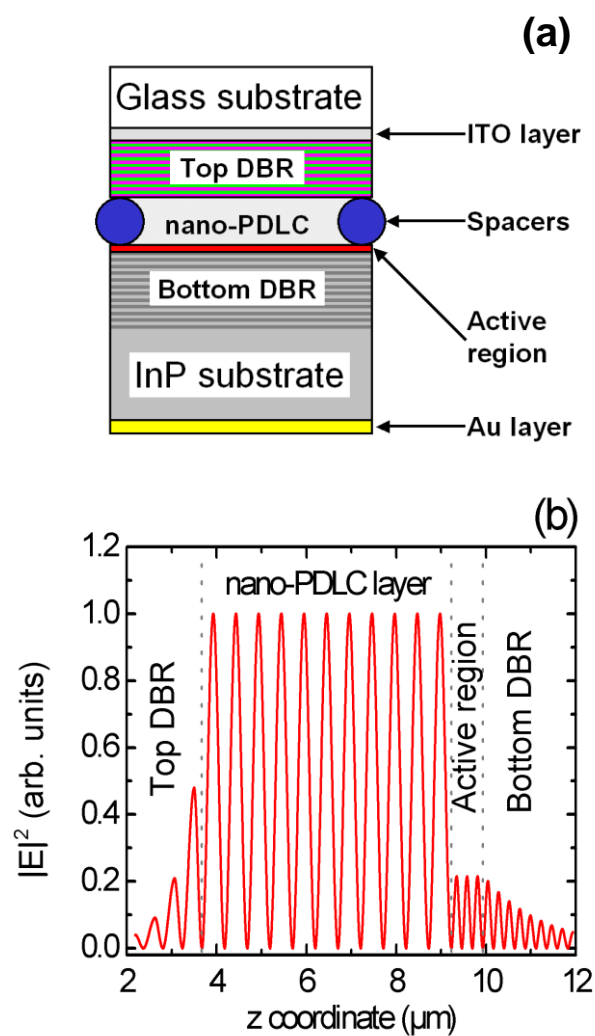 (a)
Glass substrate
ITO layer
Top DBR
nano-PDLC
Spacers
Bottom DBR
Active
region
InP substrate
Au layer
(b)
1.2
1.0
0.8
0.6
0.4
0.2
0.0
|E|² (arb. units)
nano-PDLC layer
Top DBR
Active region
Bottom DBR
2 4 6 8 10 12
z coordinate (µm)